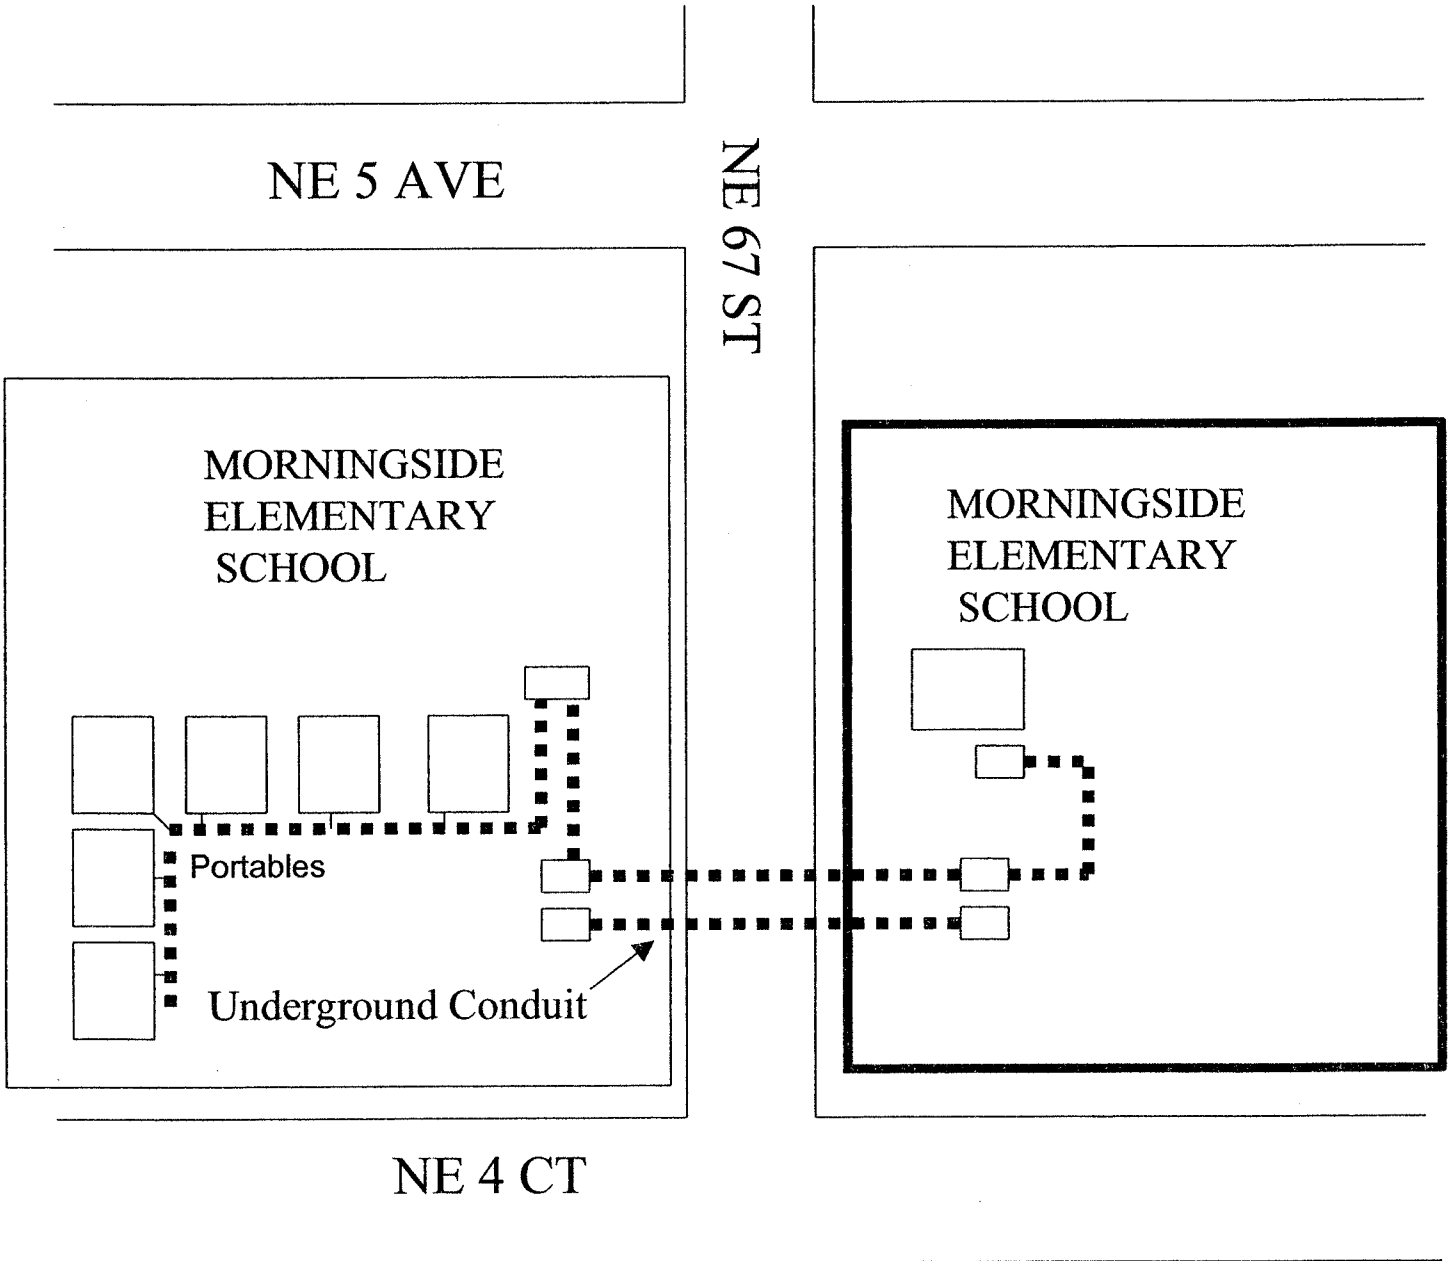 NE 5 AVE
NE 67 ST
MORNINGSIDE
ELEMENTARY
SCHOOL
MORNINGSIDE
ELEMENTARY
SCHOOL
Portables
Underground Conduit
NE 4 CT